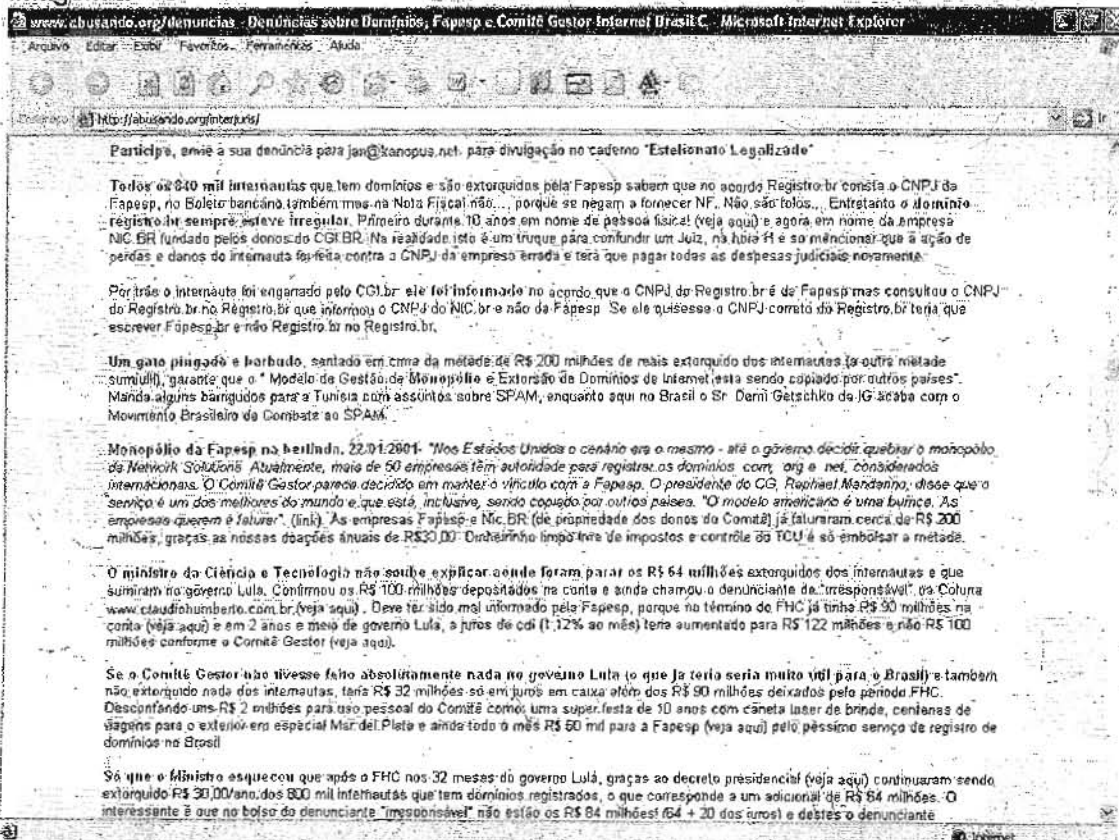 www.abusando.org/denuncias - Denúncias sobre Domínios, Fapesp e Comitê Gestor Internet Brasil C - Microsoft Internet Explorer
Arquivo Editar Exibir Favoritos Ferramentas Ajuda
http://abusando.org/interjuris/ Ir
Participe, envie a sua denúncia para jan@kanopus.net para divulgação no caderno "Estelionato Legalizado"
Todos os 840 mil internautas que tem domínios e são extorquidos pela Fapesp sabem que no acordo Registro.br consta o CNPJ da
Fapesp, no Boleto bancário também mas na Nota Fiscal não..., porque se negam a fornecer NF.. Não são tolos... Entretanto o domínio
registro.br sempre esteve irregular. Primeiro durante 10 anos em nome de pessoa física! (veja aqui) e agora em nome da empresa
NIC.BR fundado pelos donos do CGI.BR. Na realidade isto é um truque para confundir um Juiz, na hora H é so mencionar que a ação de
perdas e danos do internauta foi feita contra a CNPJ da empresa errada e terá que pagar todas as despesas judiciais novamente.
Por trás o internauta foi enganado pelo CGI.br ele foi informado no acordo que o CNPJ do Registro.br é da Fapesp mas consultou o CNPJ
do Registro.br no Registro.br que informou o CNPJ do NIC.br e não da Fapesp. Se ele quisesse o CNPJ correto do Registro.br teria que
escrever Fapesp.br e não Registro.br no Registro.br.
Um gato pingado e barbudo, sentado em cima da metade de R$ 200 milhões de reais extorquido dos internautas (a outra metade
sumiu!!!), garante que o " Modelo de Gestão de Monopólio e Extorsão de Domínios de Internet esta sendo copiado por outros países".
Manda alguns barrigudos para a Tunísia com assuntos sobre SPAM, enquanto aqui no Brasil o Sr. Demi Getschko da IG acaba com o
Movimento Brasileiro de Combate ao SPAM.
Monopólio da Fapesp na berlinda, 22.01.2001- "Nos Estados Unidos o cenário era o mesmo - até o governo decidir quebrar o monopólio
da Network Solutions. Atualmente, mais de 50 empresas têm autoridade para registrar os domínios .com, .org e .net, considerados
internacionais. O Comitê Gestor parece decidido em manter o vínculo com a Fapesp. O presidente do CG, Raphael Mandarino, disse que o
serviço é um dos melhores do mundo e que está, inclusive, sendo copiado por outros países. "O modelo americano é uma burrice. As
empresas querem é faturar". (link). As empresas Fapesp e Nic.BR (de propriedade dos donos do Comitê) já faturaram cerca de R$ 200
milhões, graças as nossas doações anuais de R$30,00. Dinheirinho limpo livre de impostos e contrôle do TCU é só embolsar a metade.
O ministro da Ciência e Tecnologia não soube explicar aonde foram parar os R$ 64 milhões extorquidos dos internautas e que
sumiram no governo Lula. Confirmou os R$ 100 milhões depositados na conta e ainda chamou o denunciante de "irresponsável" na Coluna
www.claudiohumberto.com.br (veja aqui) . Deve ter sido mal informado pela Fapesp, porque no término do FHC já tinha R$ 90 milhões na
conta (veja aqui) e em 2 anos e meio de governo Lula, a juros de cdi (1,12% ao mês) teria aumentado para R$ 122 milhões e não R$ 100
milhões conforme o Comitê Gestor (veja aqui).
Se o Comitê Gestor não tivesse feito absolutamente nada no governo Lula (o que ja teria seria muito útil para o Brasil) e também
não extorquido nada dos internautas, teria R$ 32 milhões só em juros em caixa além dos R$ 90 milhões deixados pelo período FHC.
Descontando uns R$ 2 milhões para uso pessoal do Comitê como: uma super festa de 10 anos com caneta laser de brinde, centenas de
viagens para o exterior em especial Mar del Plata e ainda todo o mês R$ 50 mil para a Fapesp (veja aqui) pelo péssimo serviço de registro de
domínios no Brasil
Só que o Ministro esqueceu que após o FHC nos 32 meses do governo Lula, graças ao decreto presidencial (veja aqui) continuaram sendo
extorquido R$ 30,00/ano dos 800 mil internautas que tem domínios registrados, o que corresponde a um adicional de R$ 64 milhões. O
interessante é que no bolso do denunciante "irresponsável" não estão os R$ 84 milhões! (64 + 20 dos juros) e destes o denunciante
Internet